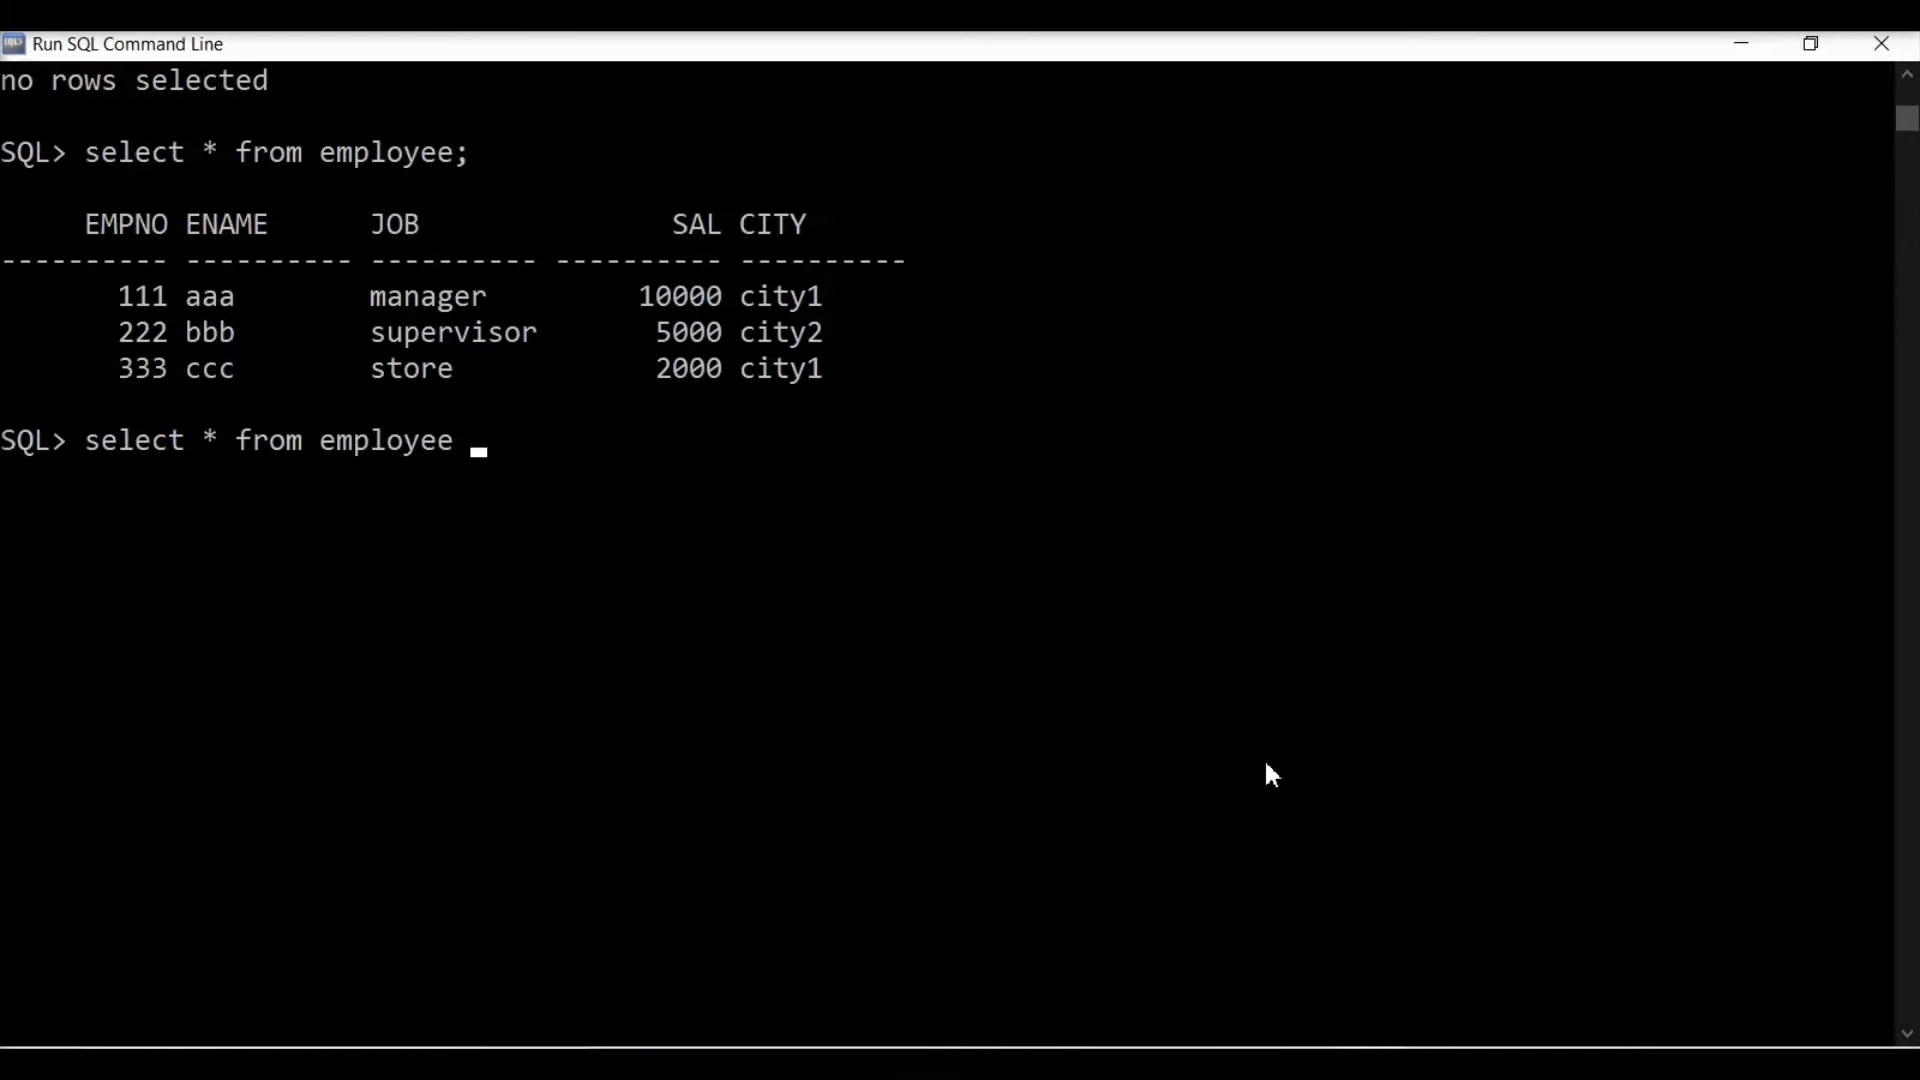 Run SQL Command Line
no rows selected
SQL> select * from employee;
EMPNO ENAME JOB SAL CITY
---------- ---------- ---------- ---------- ----------
111 aaa manager 10000 city1
222 bbb supervisor 5000 city2
333 ccc store 2000 city1
SQL> select * from employee